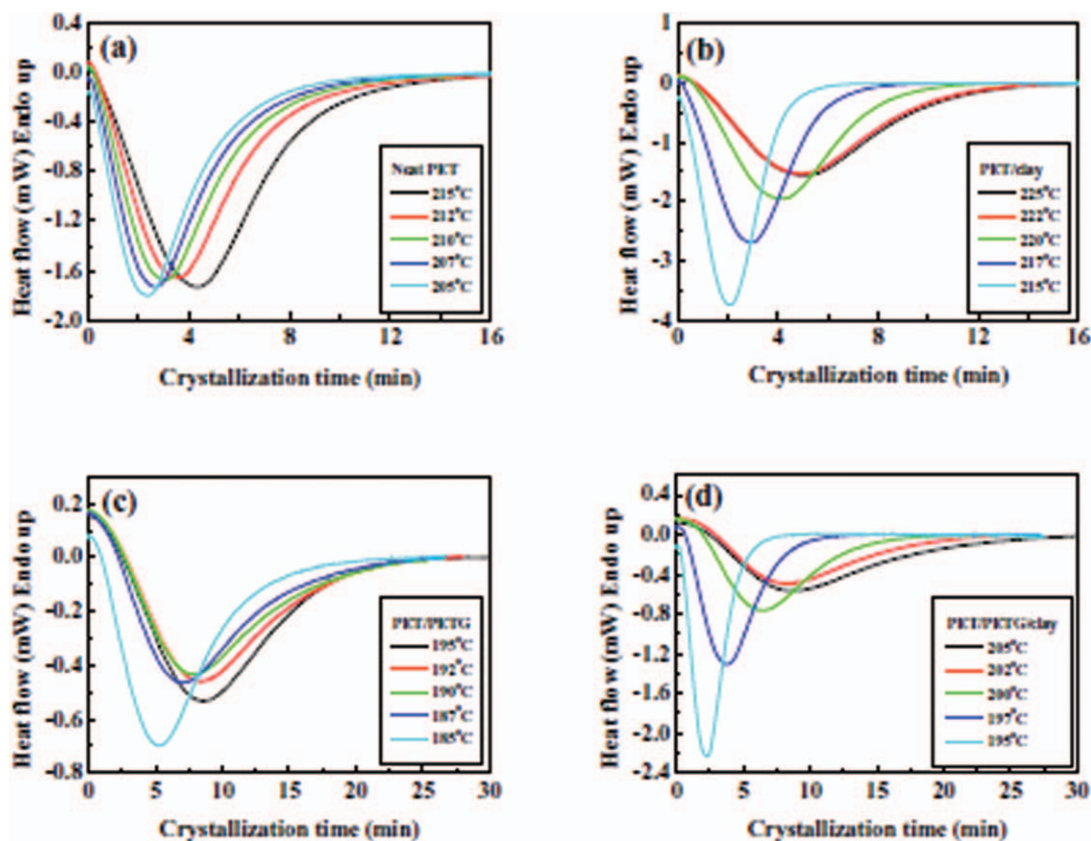 (a)
Heat flow (mW) Endo up
0.4
0.0
-0.4
-0.8
-1.2
-1.6
-2.0
Neat PET
215°C
212°C
210°C
207°C
205°C
0 4 8 12 16
Crystallization time (min)
(b)
Heat flow (mW) Endo up
1
0
-1
-2
-3
-4
PET/clay
225°C
222°C
220°C
217°C
215°C
0 4 8 12 16
Crystallization time (min)
(c)
Heat flow (mW) Endo up
0.2
0.0
-0.2
-0.4
-0.6
-0.8
PET/PETG
195°C
192°C
190°C
187°C
185°C
0 5 10 15 20 25 30
Crystallization time (min)
(d)
Heat flow (mW) Endo up
0.4
0.0
-0.4
-0.8
-1.2
-1.6
-2.0
-2.4
PET/PETG/clay
205°C
202°C
200°C
197°C
195°C
0 5 10 15 20 25 30
Crystallization time (min)